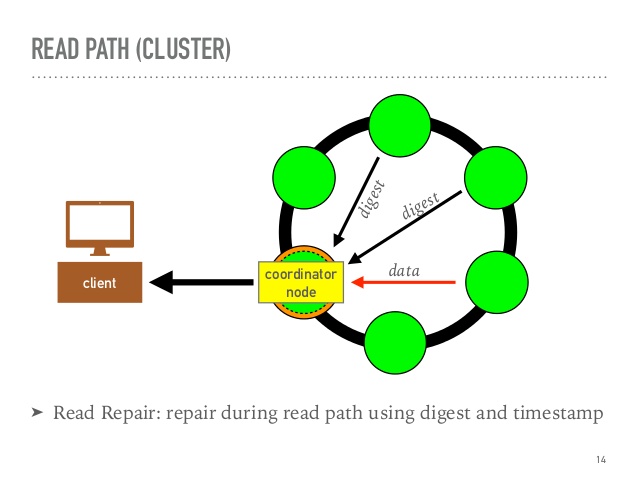 READ PATH (CLUSTER)
digest
digest
data
coordinator
node
client
➤ Read Repair: repair during read path using digest and timestamp
14